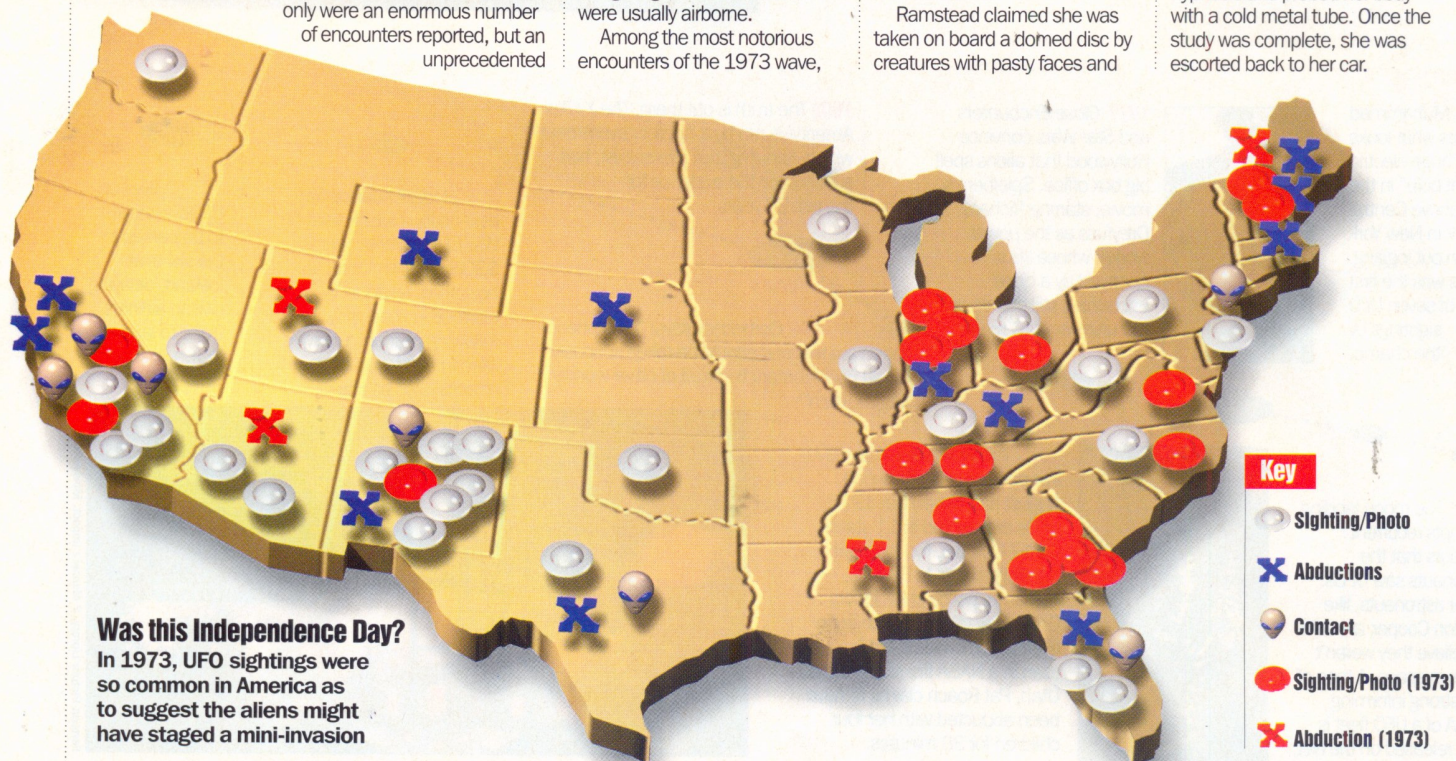 only were an enormous number
of encounters reported, but an
unprecedented
were usually airborne.
Among the most notorious
encounters of the 1973 wave,
Ramstead claimed she was
taken on board a domed disc by
creatures with pasty faces and
with a cold metal tube. Once the
study was complete, she was
escorted back to her car.
Was this Independence Day?
In 1973, UFO sightings were
so common in America as
to suggest the aliens might
have staged a mini-invasion
Key
SIghting/Photo
Abductions
Contact
Sighting/Photo (1973)
Abduction (1973)